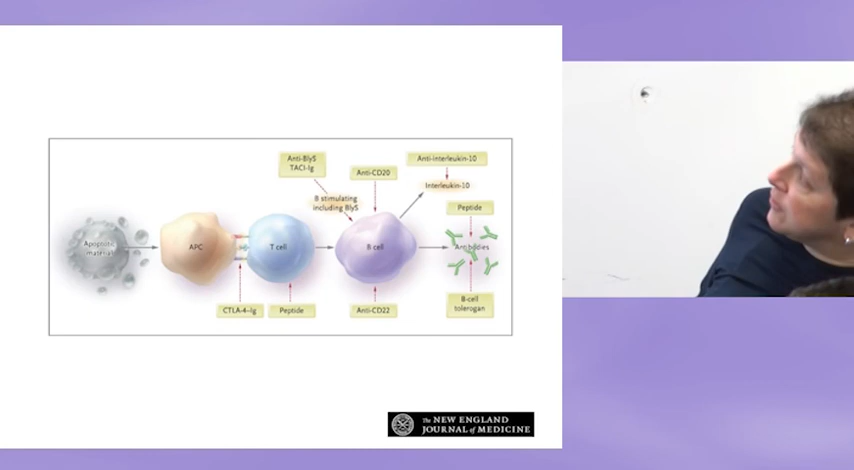 Anti-BlyS
TACI-Ig
Anti-CD20
Anti-interleukin-10
B stimulating
including BlyS
Interleukin-10
Peptide
Apoptotic
material
APC
T cell
B cell
Antibodies
CTLA-4-Ig
Peptide
Anti-CD22
B-cell
tolerogan
The NEW ENGLAND
JOURNAL of MEDICINE